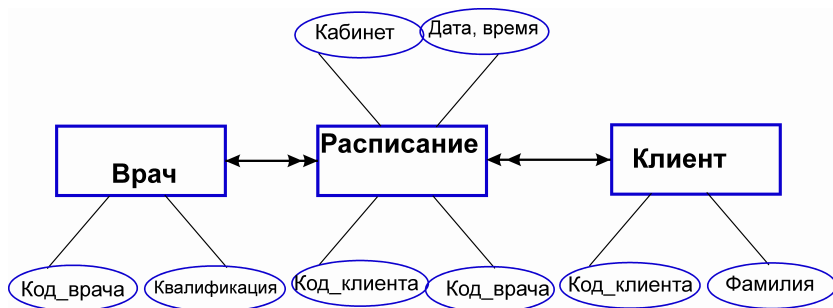 Кабинет
Дата, время
Врач
Расписание
Клиент
Код_врача
Квалификация
Код_клиента
Код_врача
Код_клиента
Фамилия